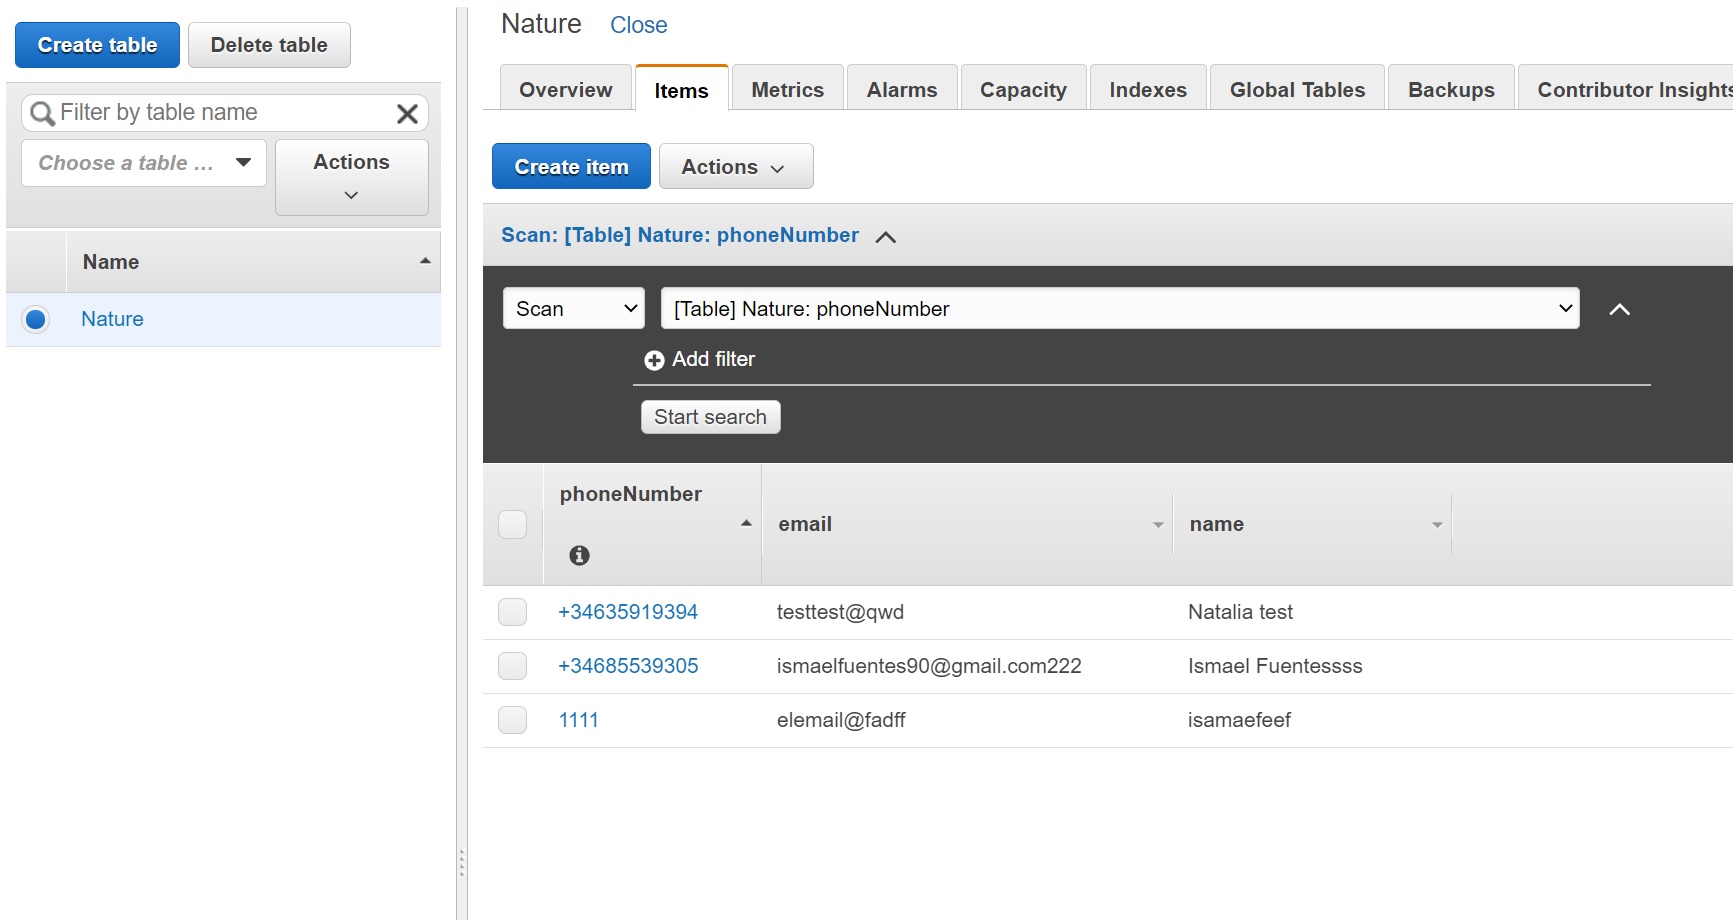 Create table
Delete table
Filter by table name
Choose a table ...
Actions
Name
Nature
Nature
Close
Overview
Items
Metrics
Alarms
Capacity
Indexes
Global Tables
Backups
Contributor Insights
Create item
Actions
Scan: [Table] Nature: phoneNumber
Scan
[Table] Nature: phoneNumber
Add filter
Start search
phoneNumber
email
name
+34635919394 testtest@qwd Natalia test
+34685539305 ismaelfuentes90@gmail.com222 Ismael Fuentessss
1111 elemail@fadff isamaefeef